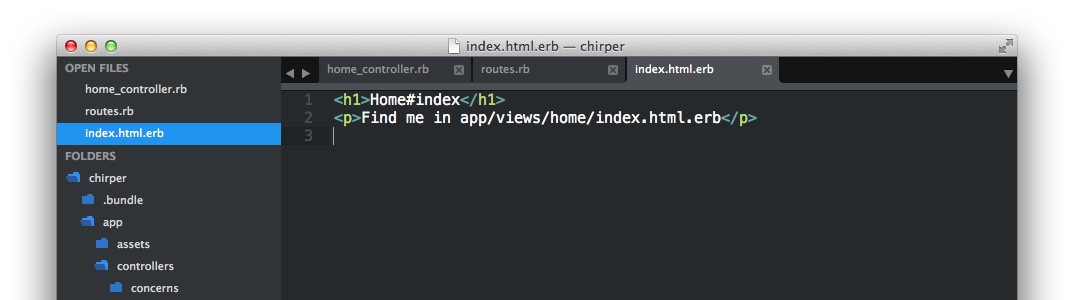 index.html.erb — chirper
OPEN FILES
home_controller.rb
routes.rb
index.html.erb
FOLDERS
chirper
.bundle
app
assets
controllers
concerns
home_controller.rb
routes.rb
index.html.erb
1 <h1>Home#index</h1>
2 <p>Find me in app/views/home/index.html.erb</p>
3